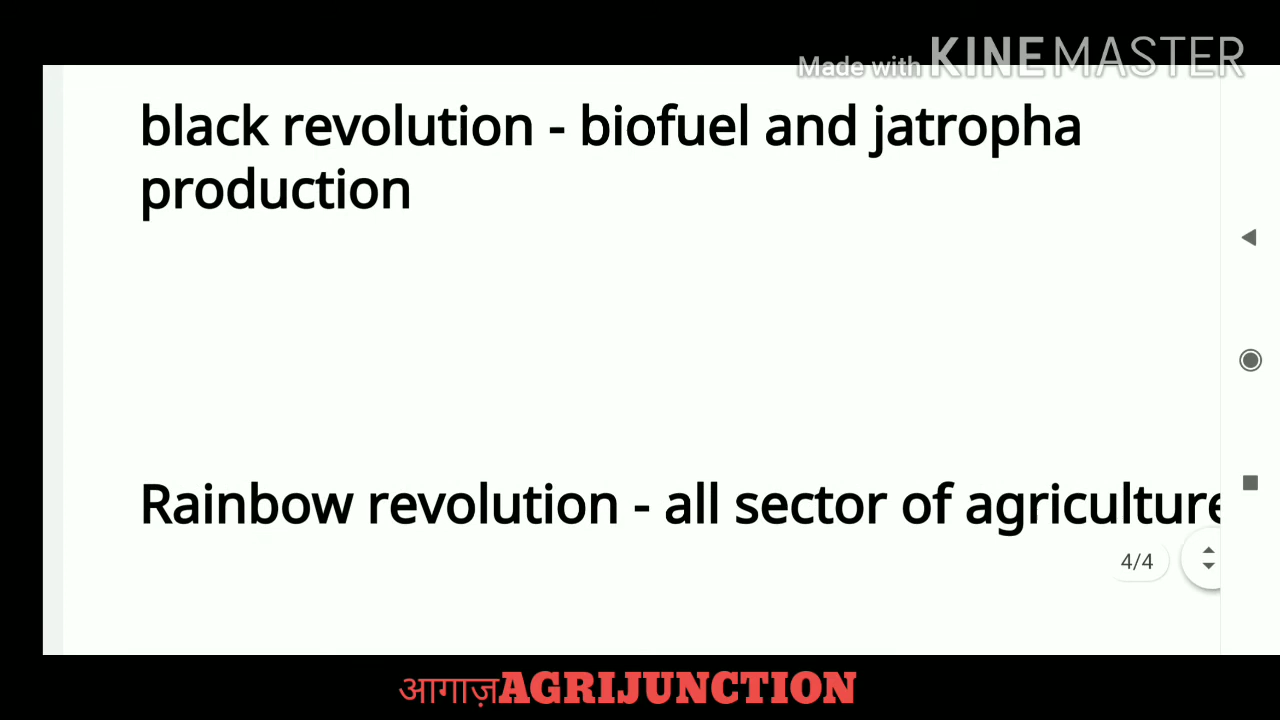 Made with KINEMASTER
black revolution - biofuel and jatropha
production
Rainbow revolution - all sector of agriculture
4/4
आगाज़AGRIJUNCTION